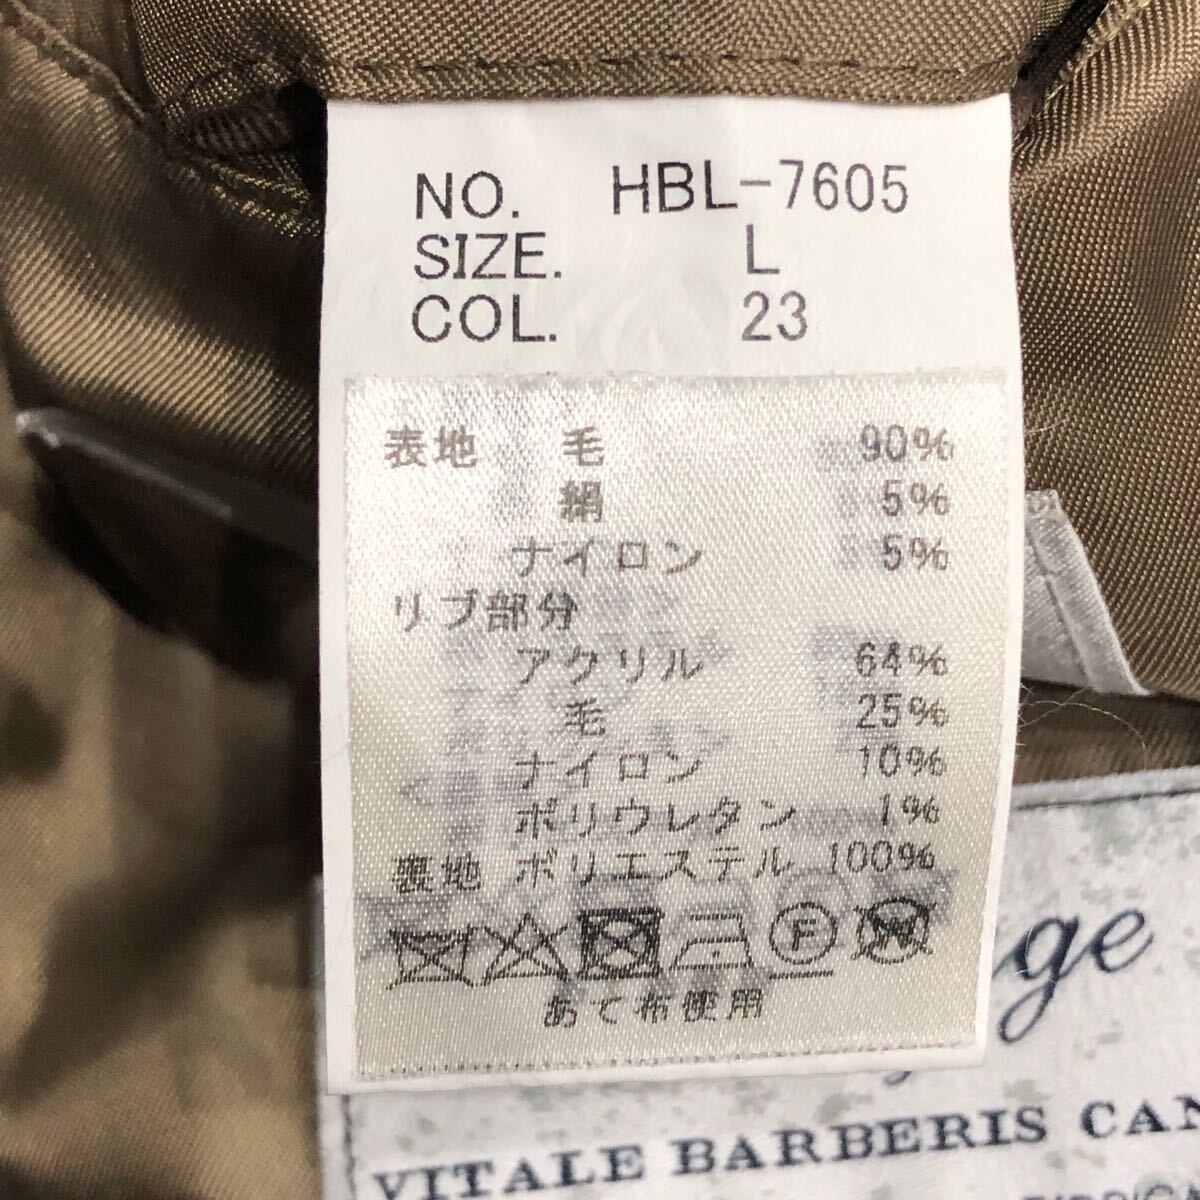 NO. HBL-7605
SIZE. L
COL. 23
表地 毛 90%
絹 5%
ナイロン 5%
リブ部分
アクリル 64%
毛 25%
ナイロン 10%
ポリウレタン 1%
裏地 ポリエステル 100%
F W
あて布使用
ge
VITALE BARBERIS CAN